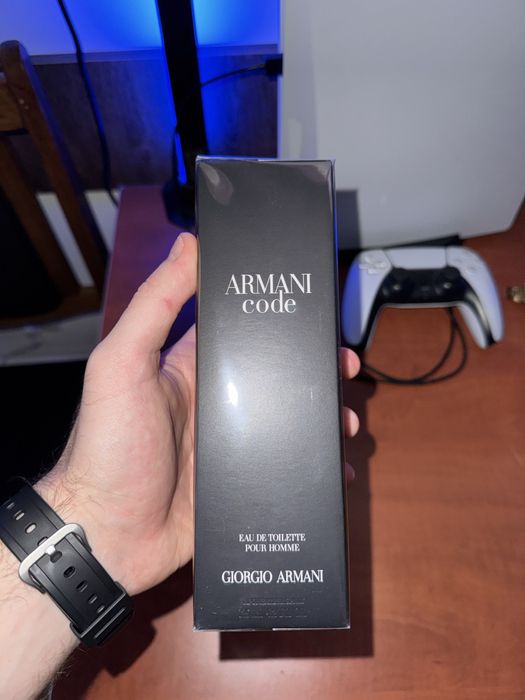 ARMANI
code
EAU DE TOILETTE
POUR HOMME
GIORGIO ARMANI